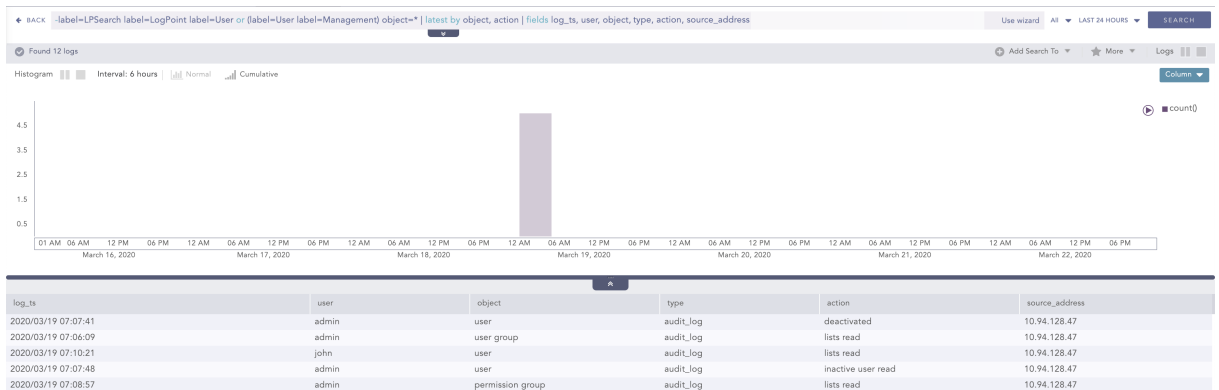 ← BACK -label=LPSearch label=LogPoint label=User or (label=User label=Management) object=* | latest by object, action | fields log_ts, user, object, type, action, source_address Use wizard All LAST 24 HOURS SEARCH
Found 12 logs Add Search To More Logs
Histogram Interval: 6 hours Normal Cumulative Column
count()
4.5
3.5
2.5
1.5
0.5
01 AM 06 AM 12 PM 06 PM 12 AM 06 AM 12 PM 06 PM 12 AM 06 AM 12 PM 06 PM 12 AM 06 AM 12 PM 06 PM 12 AM 06 AM 12 PM 06 PM 12 AM 06 AM 12 PM 06 PM 12 AM 06 AM 12 PM 06 PM
March 16, 2020 March 17, 2020 March 18, 2020 March 19, 2020 March 20, 2020 March 21, 2020 March 22, 2020
log_ts user object type action source_address
2020/03/19 07:07:41 admin user audit_log deactivated 10.94.128.47
2020/03/19 07:06:09 admin user group audit_log lists read 10.94.128.47
2020/03/19 07:10:21 john user audit_log lists read 10.94.128.47
2020/03/19 07:07:48 admin user audit_log inactive user read 10.94.128.47
2020/03/19 07:08:57 admin permission group audit_log lists read 10.94.128.47